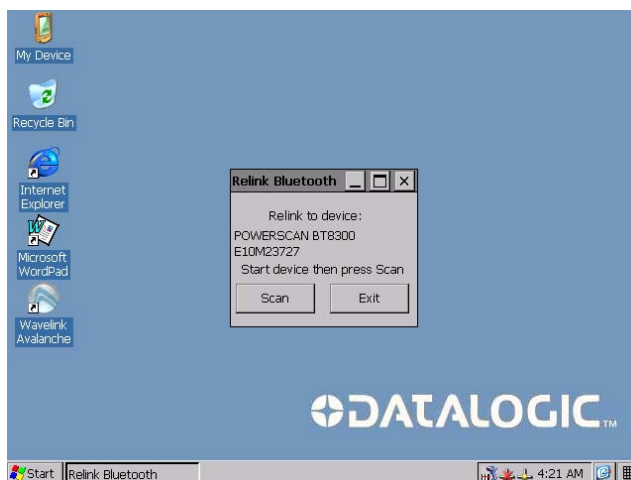 My Device
Recycle Bin
Internet
Explorer
Microsoft
WordPad
Wavelink
Avalanche
Relink Bluetooth
Relink to device:
POWERSCAN BT8300
E10M23727
Start device then press Scan
Scan
Exit
DATALOGIC™
Start
Relink Bluetooth
4:21 AM